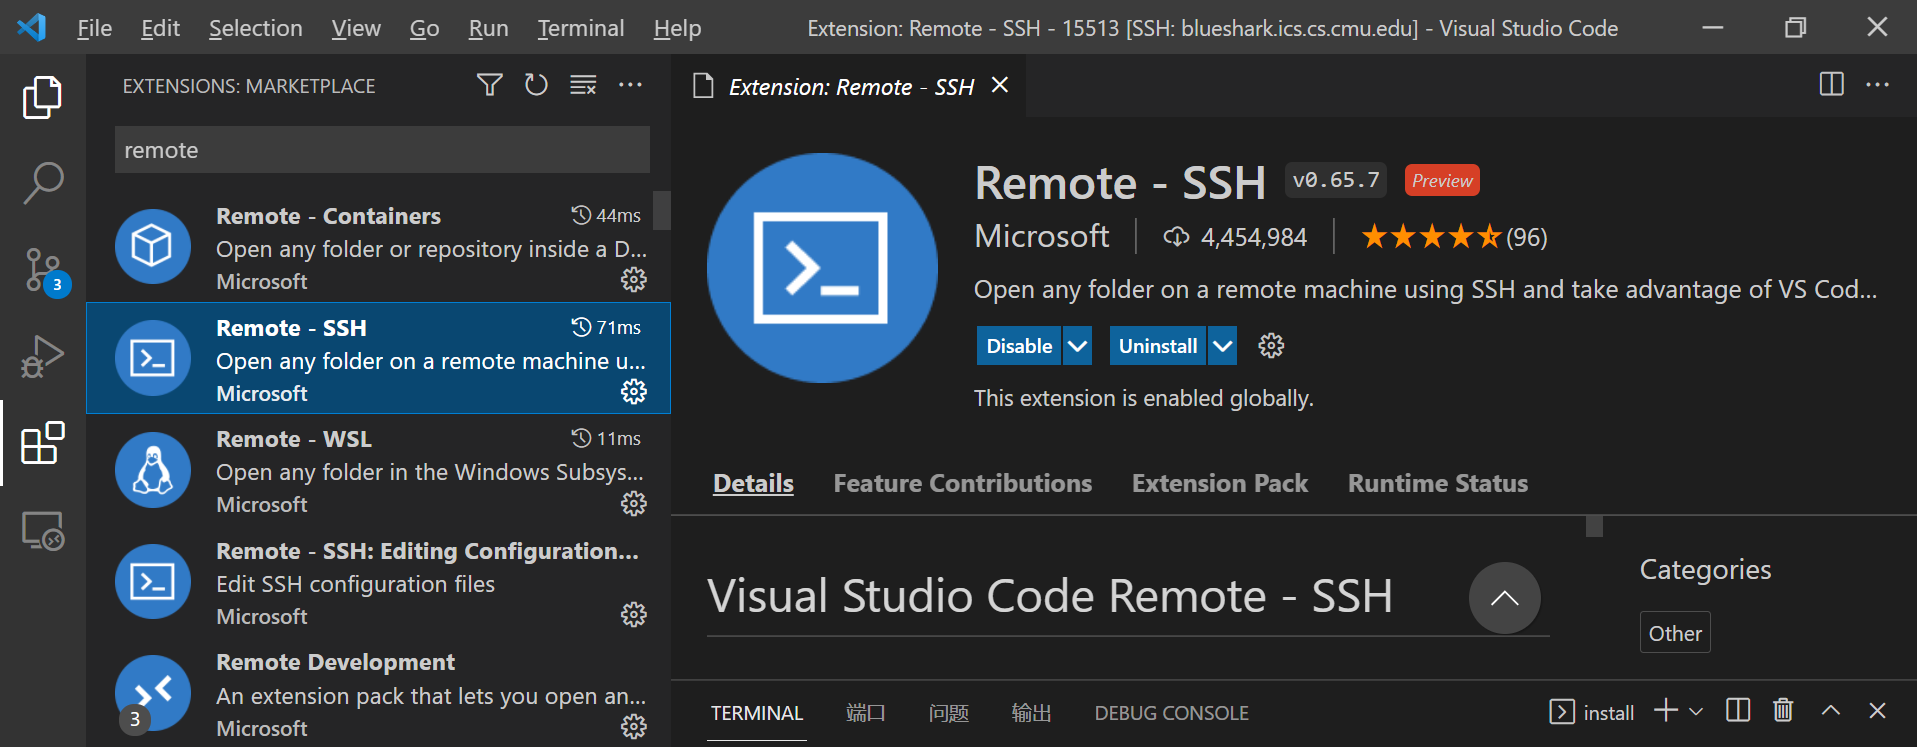 File Edit Selection View Go Run Terminal Help Extension: Remote - SSH - 15513 [SSH: blueshark.ics.cs.cmu.edu] - Visual Studio Code
EXTENSIONS: MARKETPLACE
remote
Remote - Containers 44ms
Open any folder or repository inside a D...
Microsoft
Remote - SSH 71ms
Open any folder on a remote machine u...
Microsoft
Remote - WSL 11ms
Open any folder in the Windows Subsys...
Microsoft
Remote - SSH: Editing Configuration...
Edit SSH configuration files
Microsoft
Remote Development
An extension pack that lets you open an...
Microsoft
3
3
Extension: Remote - SSH
Remote - SSH v0.65.7 Preview
Microsoft 4,454,984 (96)
Open any folder on a remote machine using SSH and take advantage of VS Cod...
Disable Uninstall
This extension is enabled globally.
Details Feature Contributions Extension Pack Runtime Status
Visual Studio Code Remote - SSH
Categories
Other
TERMINAL 端口 问题 输出 DEBUG CONSOLE install